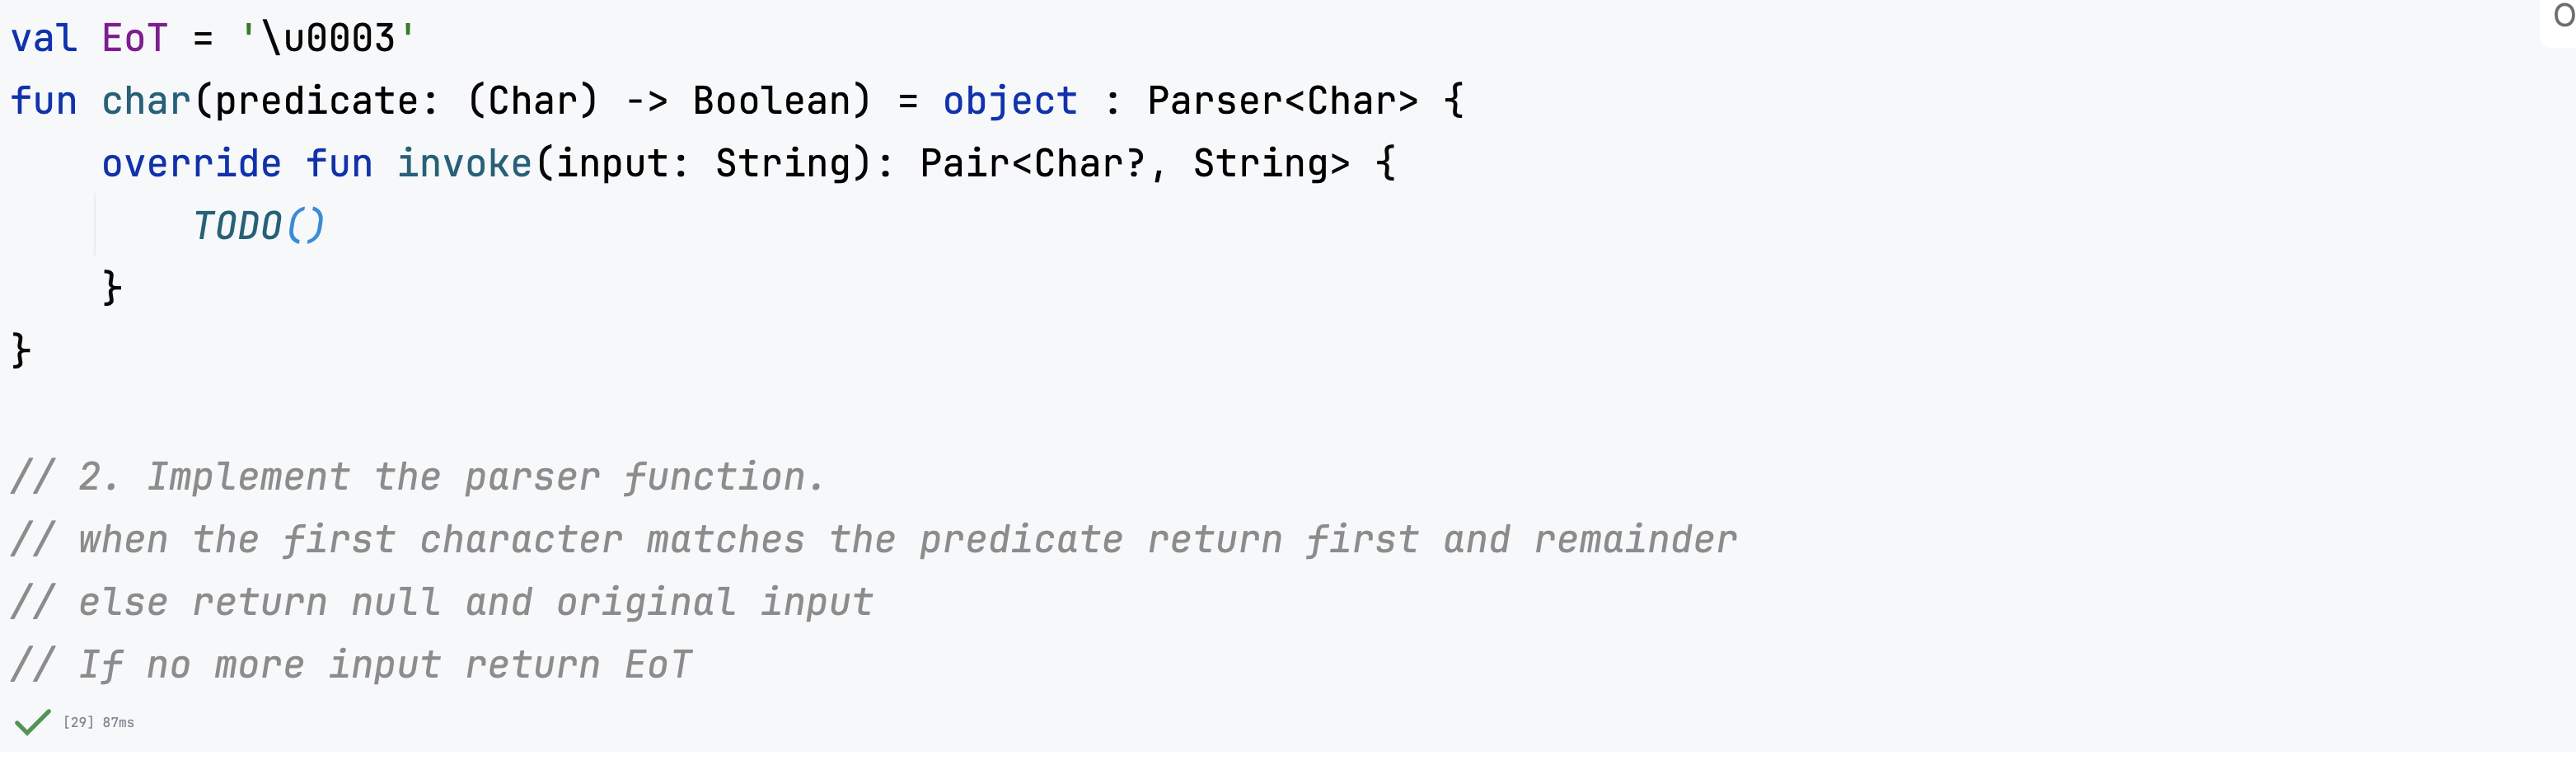 val EoT = '\u0003'
fun char(predicate: (Char) -> Boolean) = object : Parser<Char> {
    override fun invoke(input: String): Pair<Char?, String> {
        TODO()
    }
}

// 2. Implement the parser function.
// when the first character matches the predicate return first and remainder
// else return null and original input
// If no more input return EoT
[29] 87ms